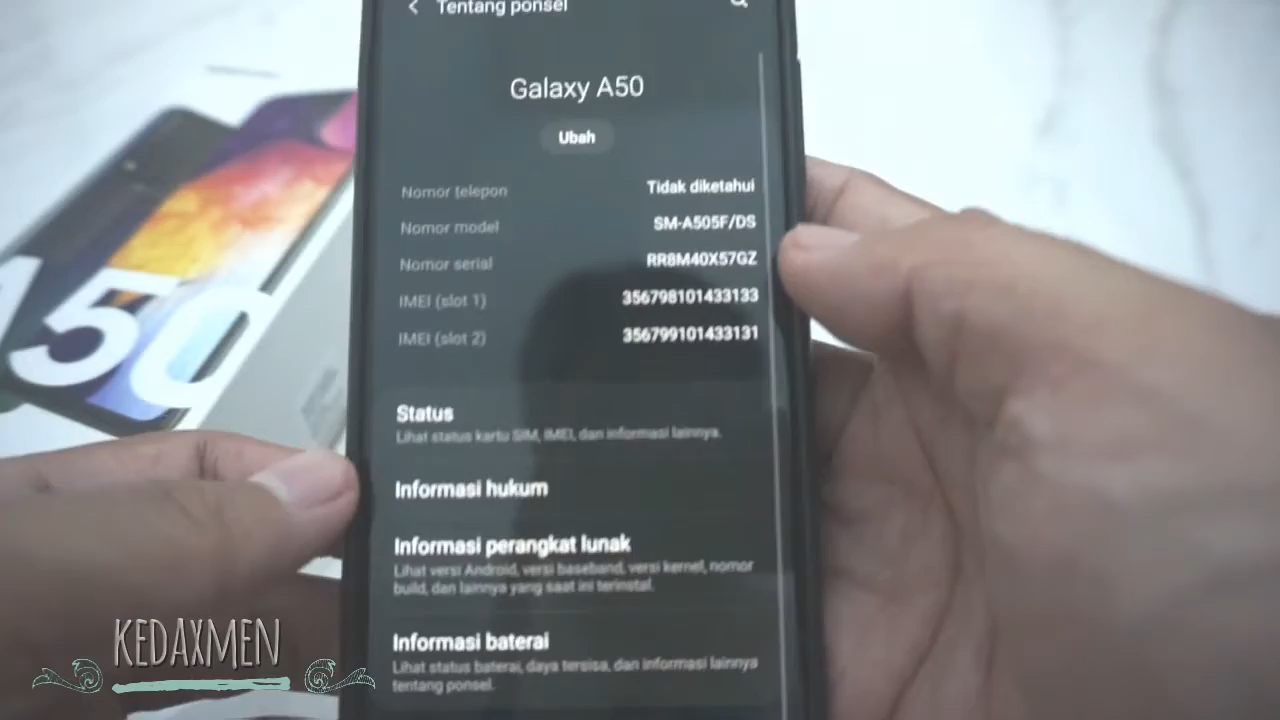 Tentang ponsel
Galaxy A50
Ubah
Nomor telepon Tidak diketahui
Nomor model SM-A505F/DS
Nomor serial RR8M40X57GZ
IMEI (slot 1) 356798101433133
IMEI (slot 2) 356799101433131
Status
Lihat status kartu SIM, IMEI, dan informasi lainnya.
Informasi hukum
Informasi perangkat lunak
Lihat versi Android, versi baseband, versi kernel, nomor
build, dan lainnya yang saat ini terinstal.
Informasi baterai
Lihat status baterai, daya tersisa, dan informasi lainnya
tentang ponsel.
A50
KEDAXMEN